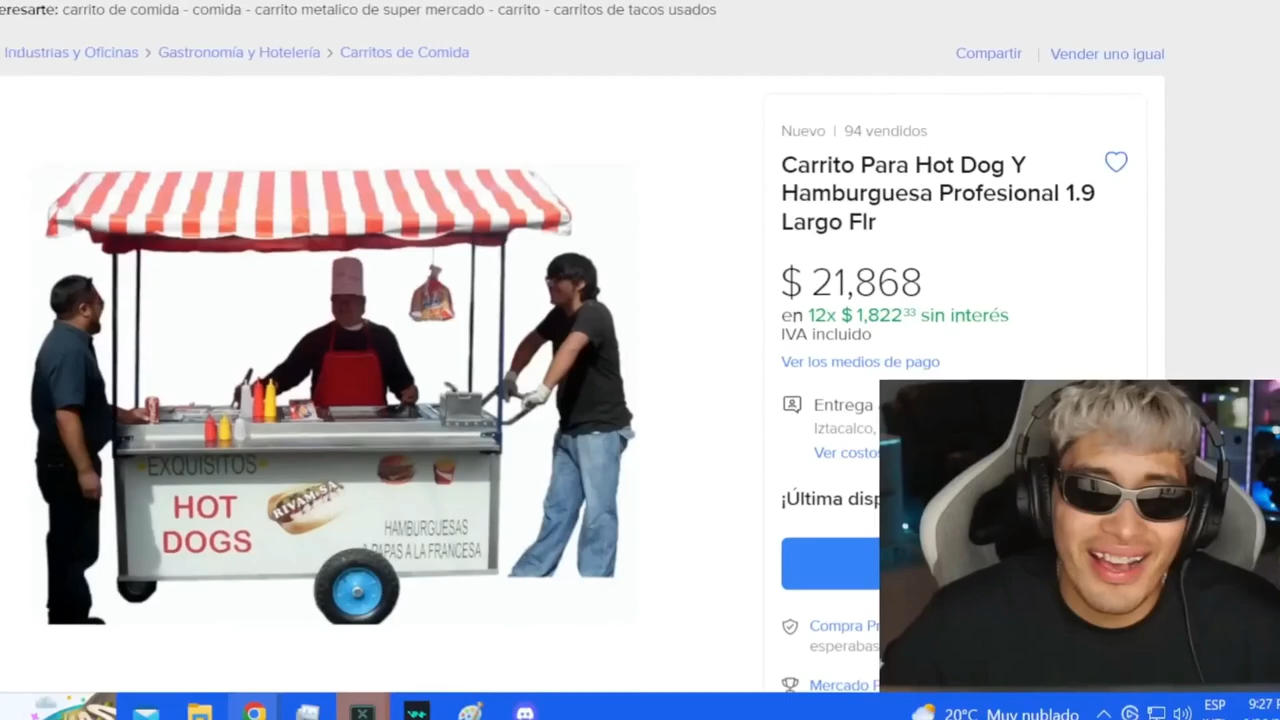 eresarte: carrito de comida - comida - carrito metalico de super mercado - carrito - carritos de tacos usados
Industrias y Oficinas > Gastronomía y Hotelería > Carritos de Comida
Compartir | Vender uno igual
Nuevo | 94 vendidos
Carrito Para Hot Dog Y
Hamburguesa Profesional 1.9
Largo Flr
$ 21,868
en 12x $ 1,822³³ sin interés
IVA incluido
Ver los medios de pago
Entrega
Iztacalco,
Ver costos
¡Última disp
Compra Pr
esperabas
Mercado P
EXQUISITOS
HOT
DOGS
RIVAM S.A.
HAMBURGUESAS
PAPAS A LA FRANCESA
20°C Muy nublado
ESP
9:27 P